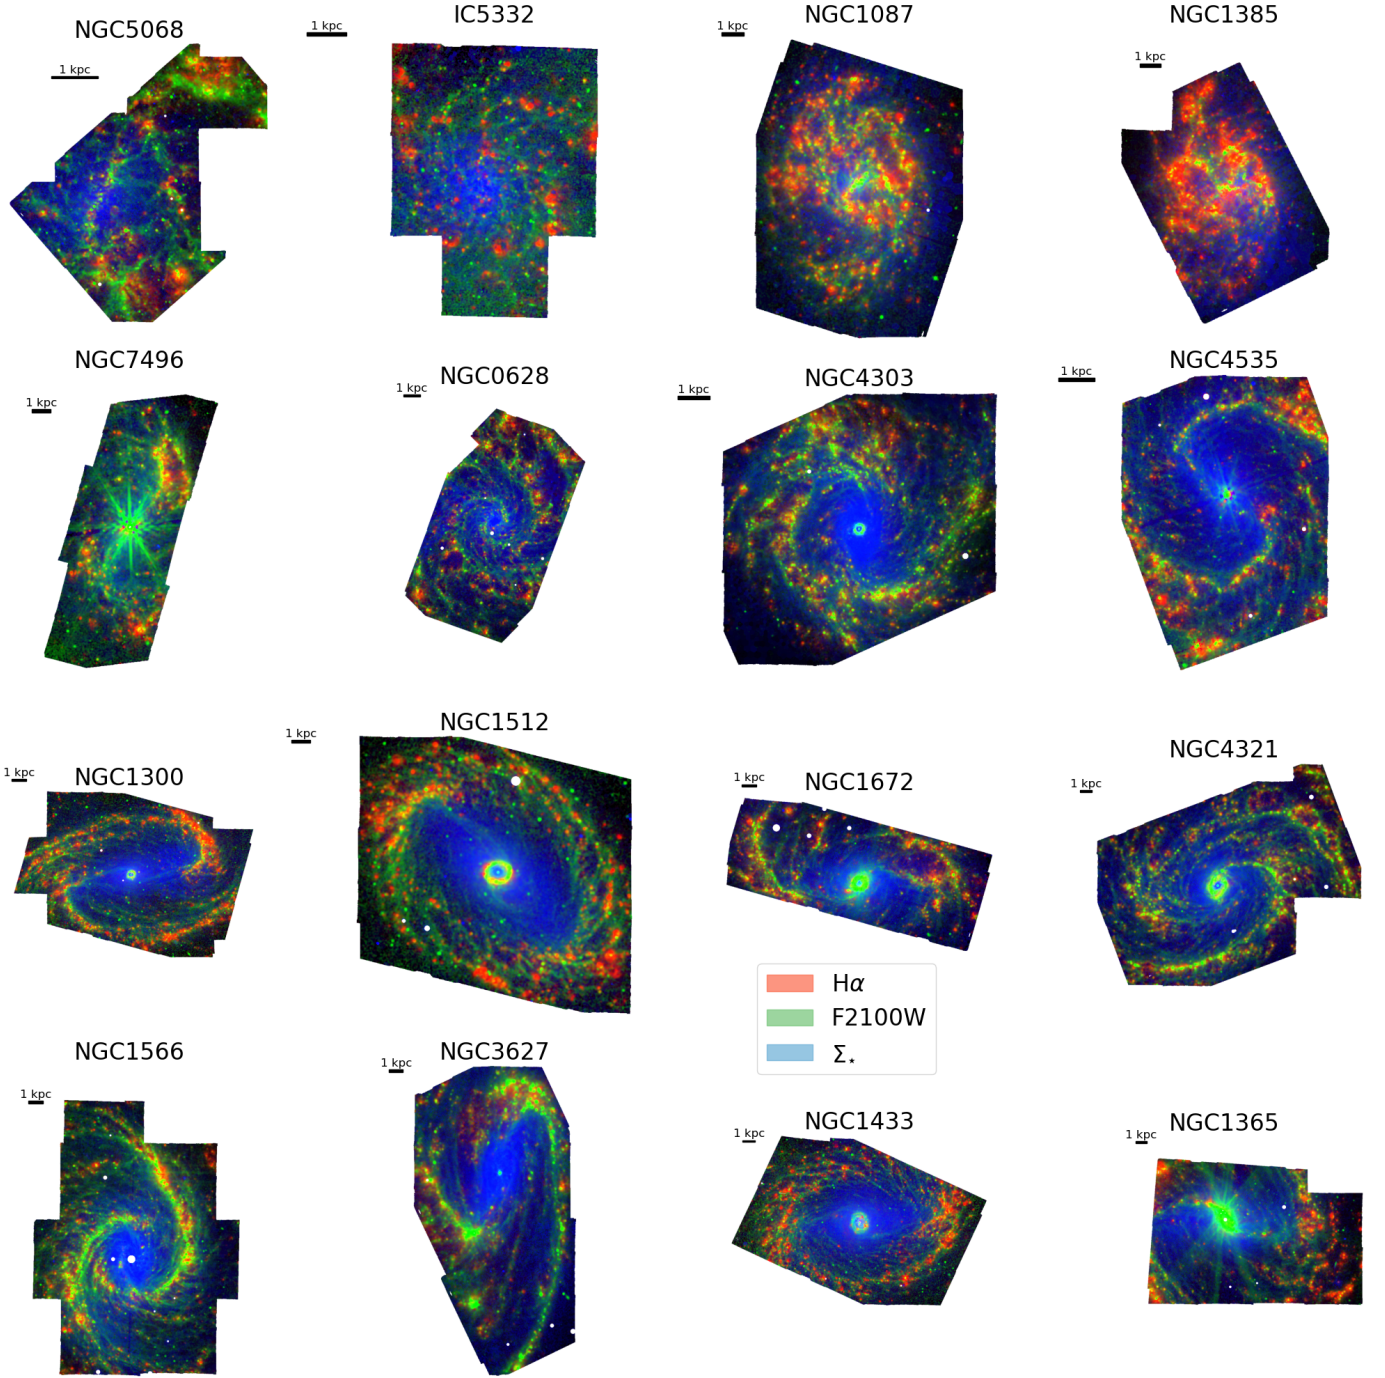 NGC5068
1 kpc
IC5332
1 kpc
NGC1087
1 kpc
NGC1385
1 kpc
NGC7496
1 kpc
NGC0628
1 kpc
NGC4303
1 kpc
NGC4535
1 kpc
NGC1300
1 kpc
NGC1512
1 kpc
NGC1672
1 kpc
NGC4321
1 kpc
Hα
F2100W
Σ⋆
NGC1566
1 kpc
NGC3627
1 kpc
NGC1433
1 kpc
NGC1365
1 kpc